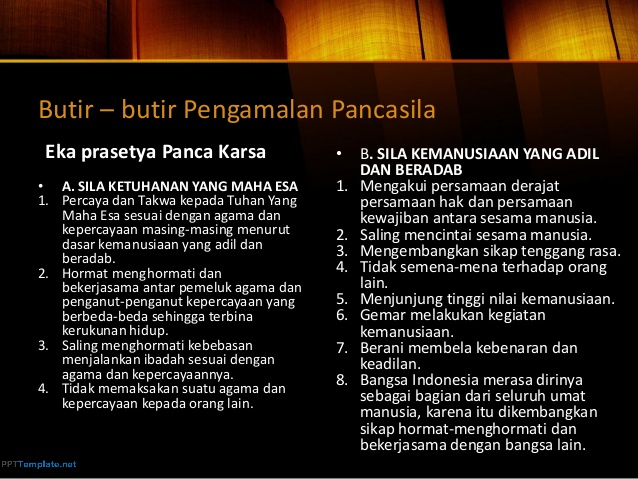 Butir – butir Pengamalan Pancasila
Eka prasetya Panca Karsa
• A. SILA KETUHANAN YANG MAHA ESA
1. Percaya dan Takwa kepada Tuhan Yang
Maha Esa sesuai dengan agama dan
kepercayaan masing-masing menurut
dasar kemanusiaan yang adil dan
beradab.
2. Hormat menghormati dan
bekerjasama antar pemeluk agama dan
penganut-penganut kepercayaan yang
berbeda-beda sehingga terbina
kerukunan hidup.
3. Saling menghormati kebebasan
menjalankan ibadah sesuai dengan
agama dan kepercayaannya.
4. Tidak memaksakan suatu agama dan
kepercayaan kepada orang lain.
• B. SILA KEMANUSIAAN YANG ADIL
DAN BERADAB
1. Mengakui persamaan derajat
persamaan hak dan persamaan
kewajiban antara sesama manusia.
2. Saling mencintai sesama manusia.
3. Mengembangkan sikap tenggang rasa.
4. Tidak semena-mena terhadap orang
lain.
5. Menjunjung tinggi nilai kemanusiaan.
6. Gemar melakukan kegiatan
kemanusiaan.
7. Berani membela kebenaran dan
keadilan.
8. Bangsa Indonesia merasa dirinya
sebagai bagian dari seluruh umat
manusia, karena itu dikembangkan
sikap hormat-menghormati dan
bekerjasama dengan bangsa lain.
PPTTemplate.net